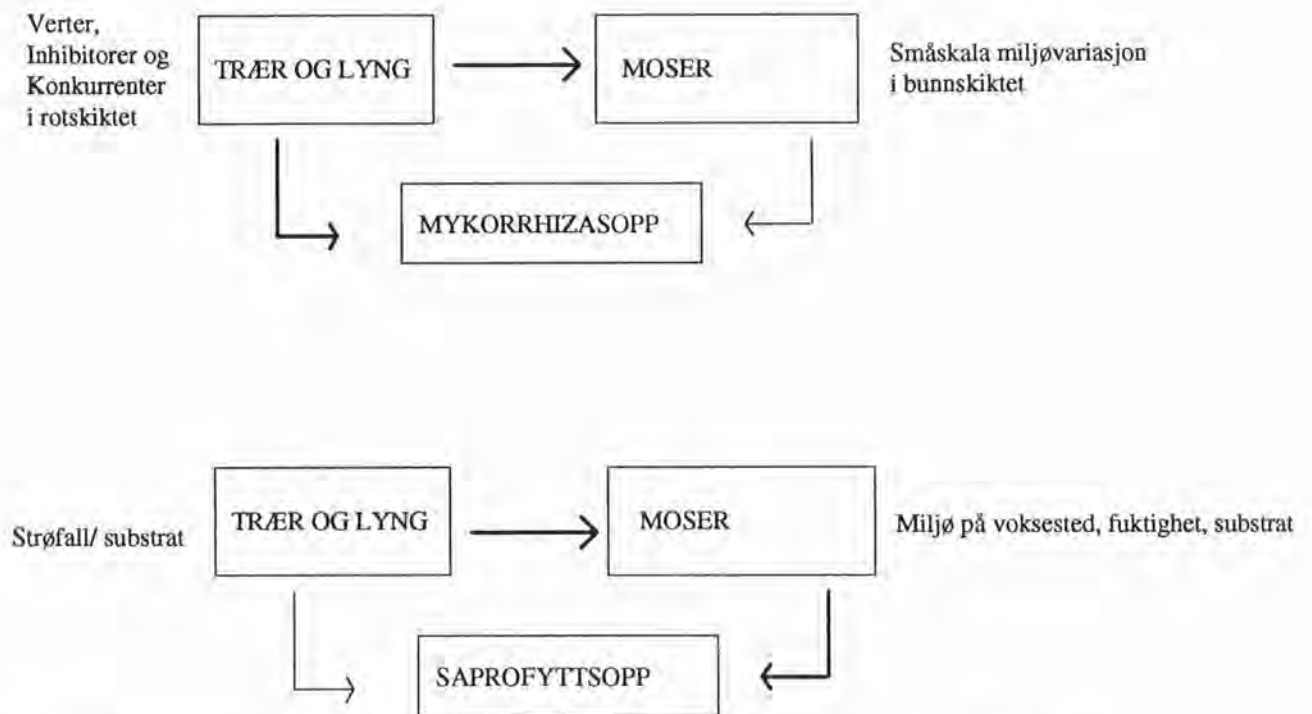 Verter,
Inhibitorer og
Konkurrenter
i rotskiktet
TRÆR OG LYNG
MOSER
Småskala miljøvariasjon
i bunnskiktet
MYKORRHIZASOPP
Strøfall/ substrat
TRÆR OG LYNG
MOSER
Miljø på voksested, fuktighet, substrat
SAPROFYTTSOPP